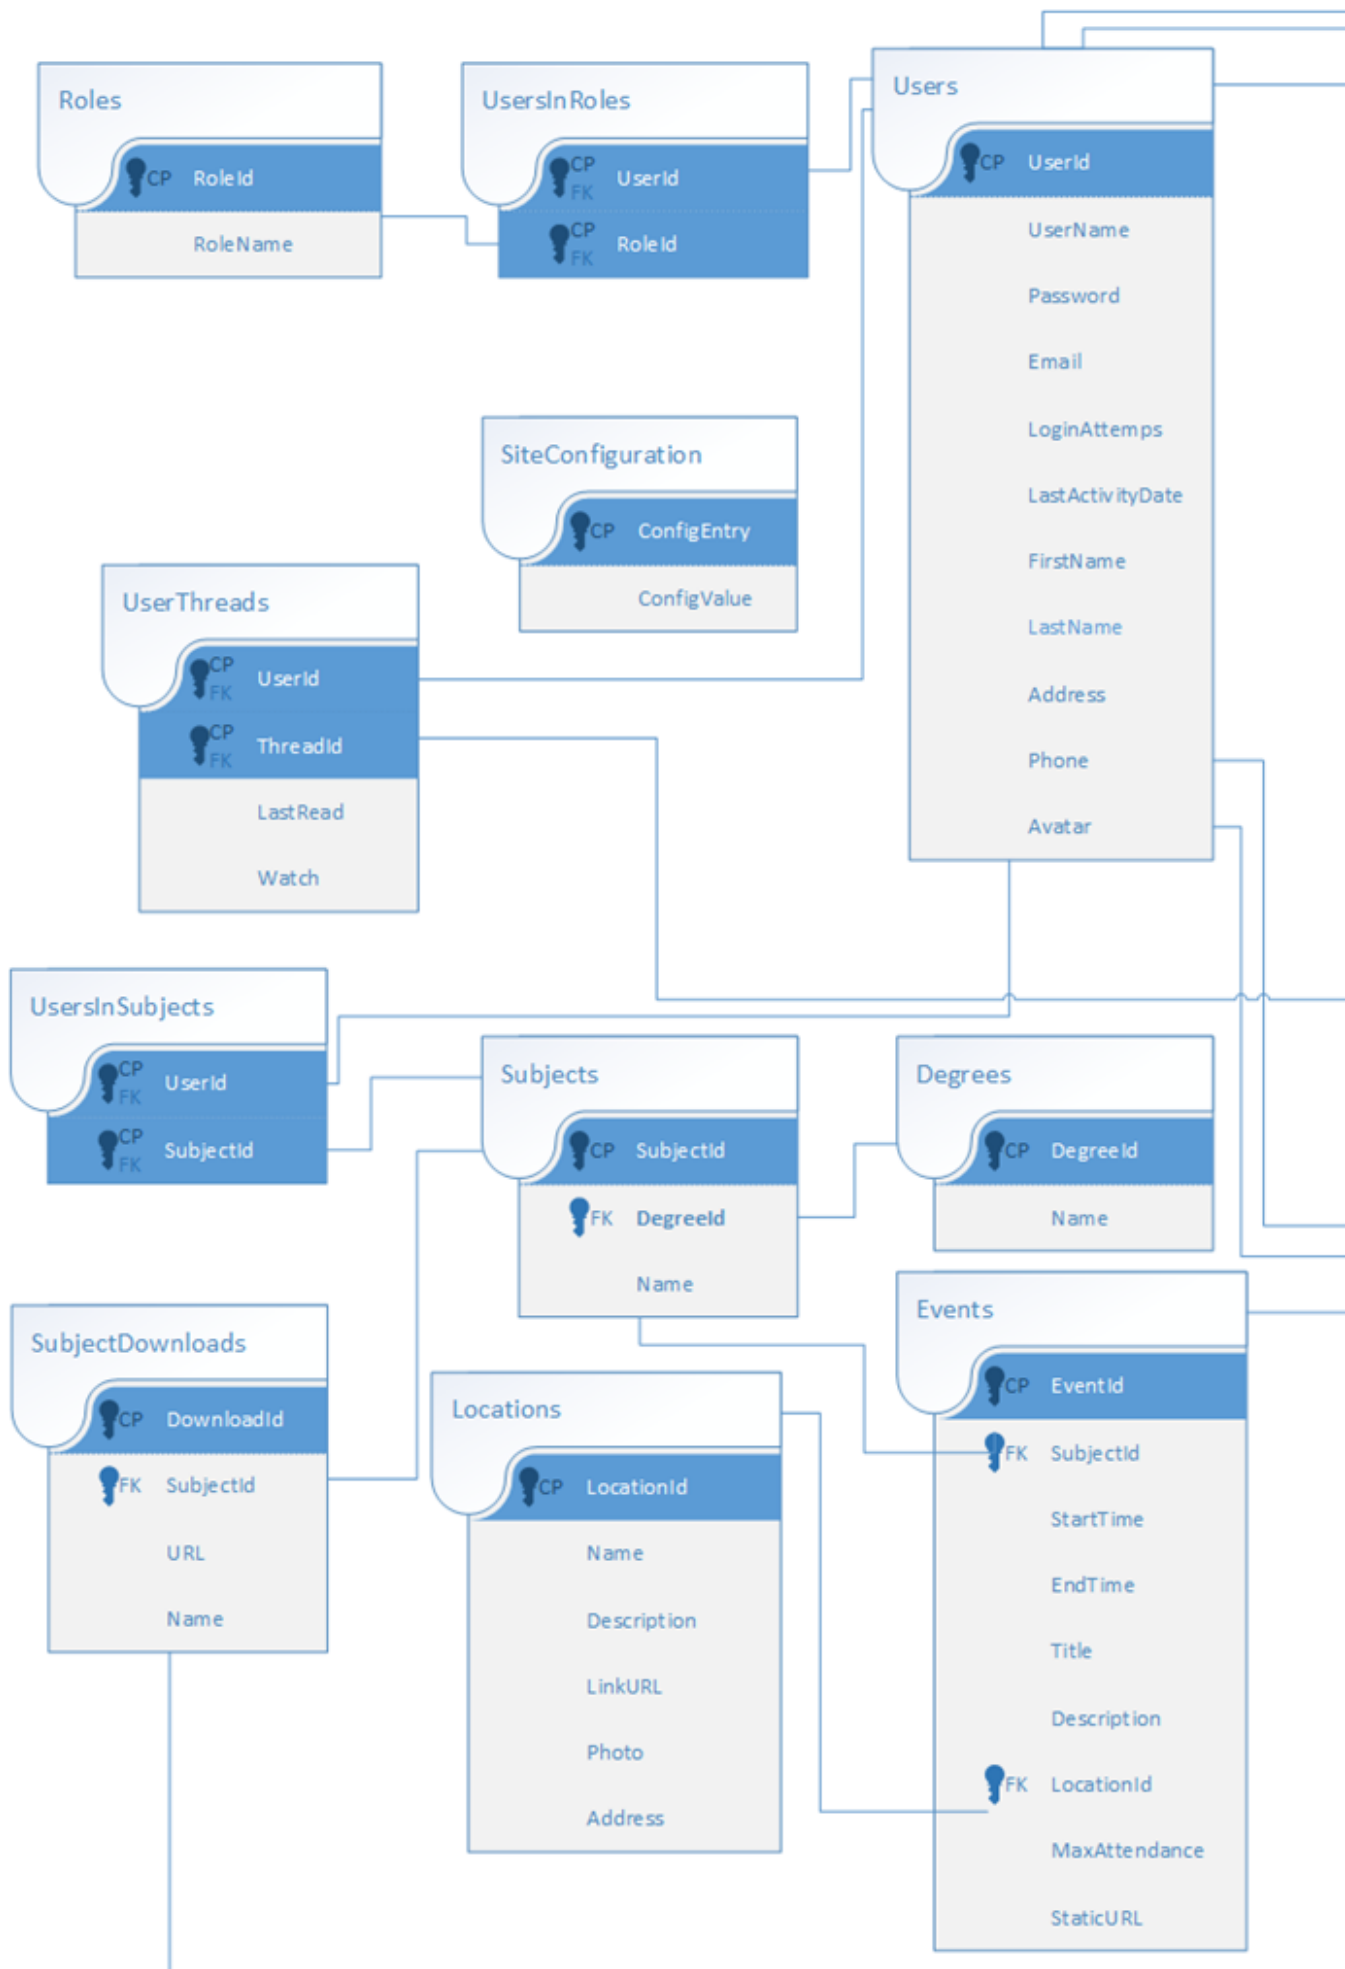 Roles
CP RoleId
RoleName
UsersInRoles
CP
FK UserId
CP
FK RoleId
Users
CP UserId
UserName
Password
Email
LoginAttemps
LastActivityDate
FirstName
LastName
Address
Phone
Avatar
SiteConfiguration
CP ConfigEntry
ConfigValue
UserThreads
CP
FK UserId
CP
FK ThreadId
LastRead
Watch
UsersInSubjects
CP
FK UserId
CP
FK SubjectId
Subjects
CP SubjectId
FK DegreeId
Name
Degrees
CP DegreeId
Name
SubjectDownloads
CP DownloadId
FK SubjectId
URL
Name
Locations
CP LocationId
Name
Description
LinkURL
Photo
Address
Events
CP EventId
FK SubjectId
StartTime
EndTime
Title
Description
FK LocationId
MaxAttendance
StaticURL